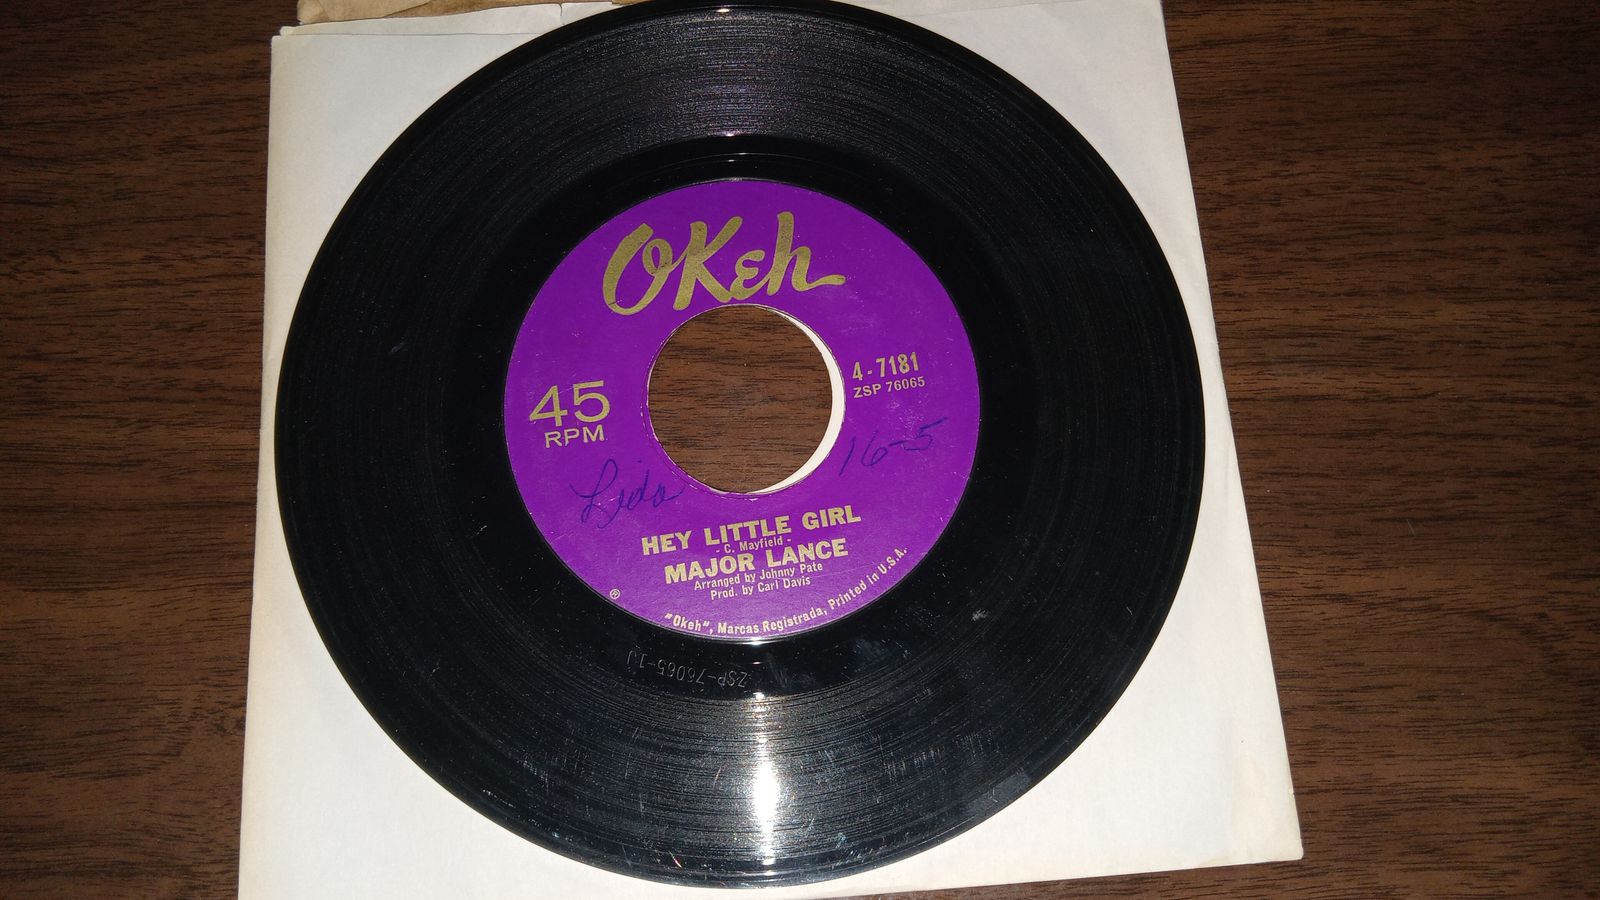 OKeh
4-7181
ZSP 76065
45
RPM
Lida 16-5
HEY LITTLE GIRL
- C. Mayfield -
MAJOR LANCE
Arranged by Johnny Pate
Prod. by Carl Davis
®
"Okeh", Marcas Registrada, Printed in U.S.A.
ZSP-76065-1J